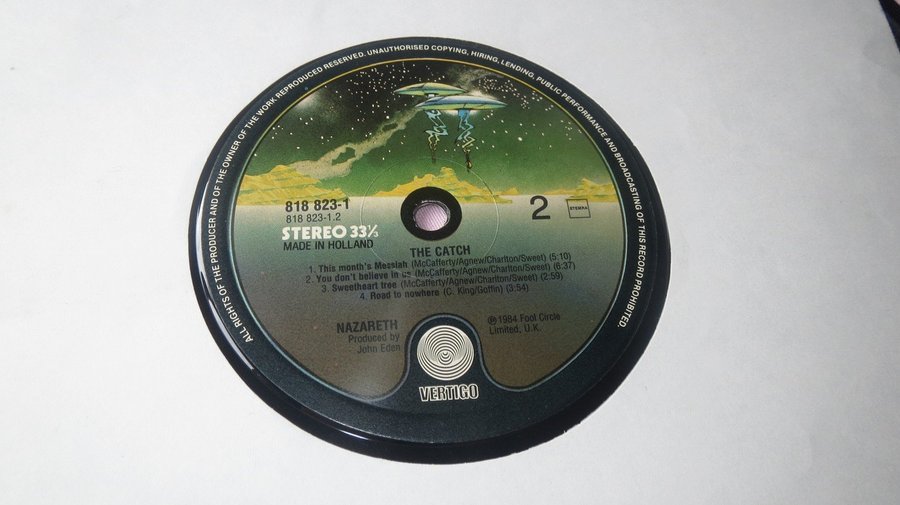 ALL RIGHTS OF THE PRODUCER AND OF THE OWNER OF THE WORK REPRODUCED RESERVED. UNAUTHORISED COPYING, HIRING, LENDING, PUBLIC PERFORMANCE AND BROADCASTING OF THIS RECORD PROHIBITED.
818 823-1
818 823-1.2
STEREO 33⅓
MADE IN HOLLAND
2
STEMRA
THE CATCH
1. This month's Messiah (McCafferty/Agnew/Charlton/Sweet) (5:10)
2. You don't believe in us (McCafferty/Agnew/Charlton/Sweet) (6:37)
3. Sweetheart tree (McCafferty/Agnew/Charlton/Sweet) (2:59)
4. Road to nowhere (C. King/Goffin) (3:54)
NAZARETH
Produced by
John Eden
℗ 1984 Fool Circle
Limited, U.K.
VERTIGO